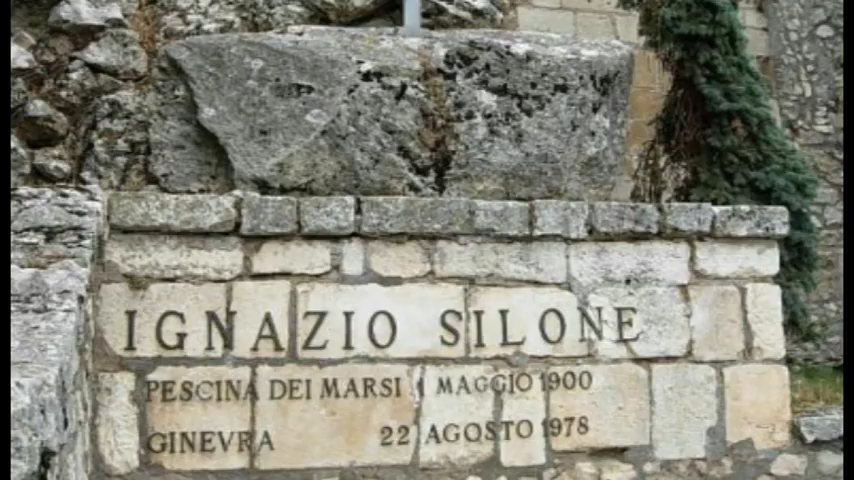 IGNAZIO SILONE
PESCINA DEI MARSI 1 MAGGIO 1900
GINEVRA 22 AGOSTO 1978